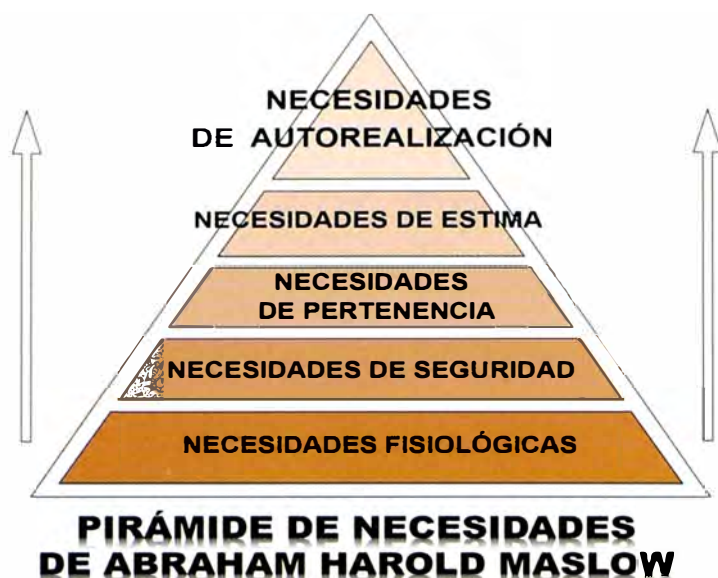 NECESIDADES
DE AUTOREALIZACIÓN
NECESIDADES DE ESTIMA
NECESIDADES
DE PERTENENCIA
NECESIDADES DE SEGURIDAD
NECESIDADES FISIOLÓGICAS
PIRÁMIDE DE NECESIDADES
DE ABRAHAM HAROLD MASLOW